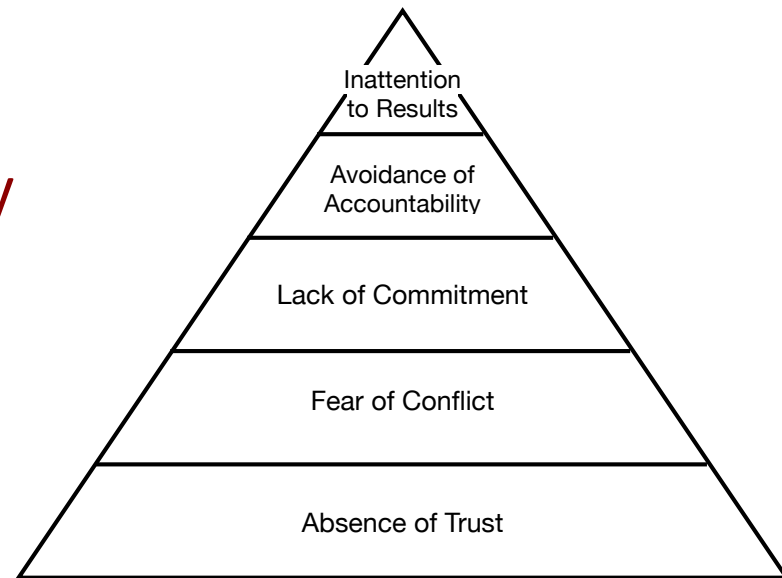 Inattention
to Results
Avoidance of
Accountability
Lack of Commitment
Fear of Conflict
Absence of Trust